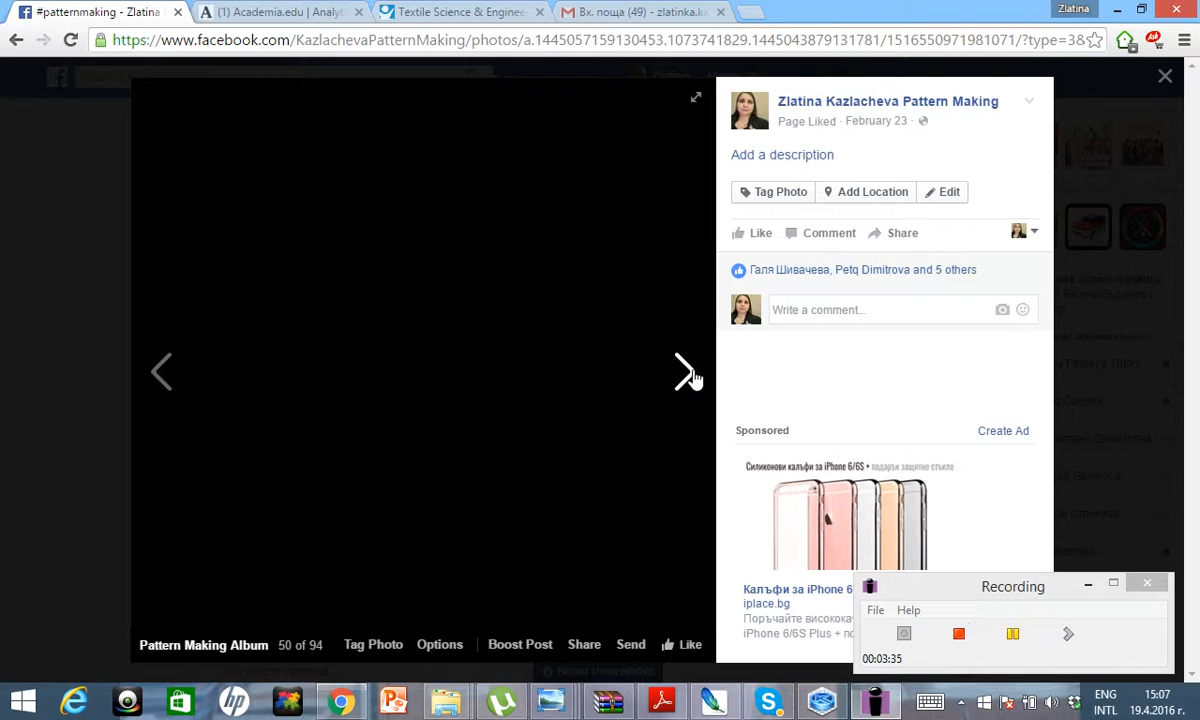 #patternmaking - Zlatina
(1) Academia.edu | Analyt
Textile Science & Enginee
Вх. поща (49) - zlatinka.ka
Zlatina
https://www.facebook.com/KazlachevaPatternMaking/photos/a.1445057159130453.1073741829.1445043879131781/1516550971981071/?type=3&
Zlatina Kazlacheva Pattern Making
Page Liked · February 23 ·
Add a description
Tag Photo
Add Location
Edit
Like
Comment
Share
Галя Шивачева, Petq Dimitrova and 5 others
Write a comment...
Sponsored
Create Ad
Силиконови калъфи за iPhone 6/6S + подарък защитно стъкло
Калъфи за iPhone 6
iplace.bg
Поръчайте висококаче
iPhone 6/6S Plus + по
Recording
File
Help
00:03:35
Pattern Making Album
50 of 94
Tag Photo
Options
Boost Post
Share
Send
Like
ENG
INTL
15:07
19.4.2016 г.